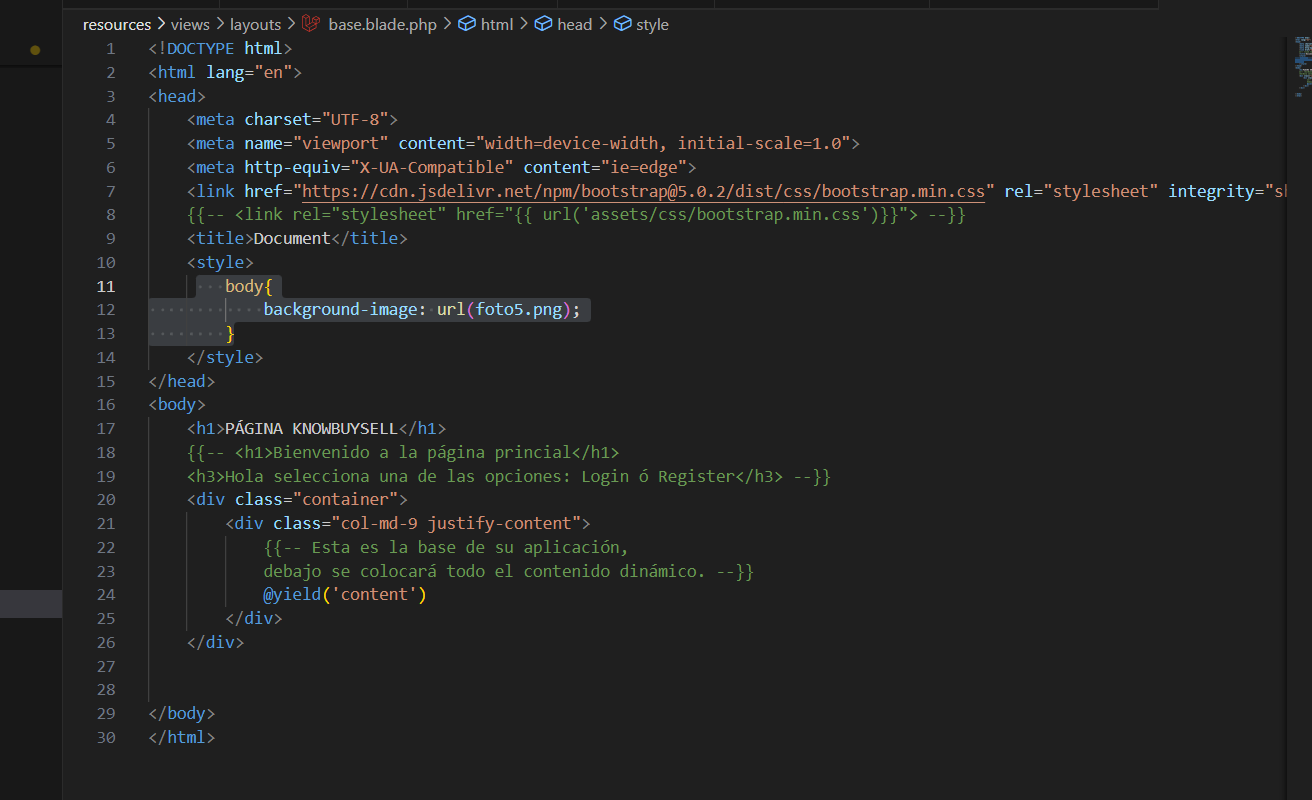 resources > views > layouts > base.blade.php > html > head > style
1 <!DOCTYPE html>
2 <html lang="en">
3 <head>
4 <meta charset="UTF-8">
5 <meta name="viewport" content="width=device-width, initial-scale=1.0">
6 <meta http-equiv="X-UA-Compatible" content="ie=edge">
7 <link href="https://cdn.jsdelivr.net/npm/bootstrap@5.0.2/dist/css/bootstrap.min.css" rel="stylesheet" integrity="s
8 {{-- <link rel="stylesheet" href="{{ url('assets/css/bootstrap.min.css')}}"> --}}
9 <title>Document</title>
10 <style>
11 body{
12 background-image: url(foto5.png);
13 }
14 </style>
15 </head>
16 <body>
17 <h1>PÁGINA KNOWBUYSELL</h1>
18 {{-- <h1>Bienvenido a la página princial</h1>
19 <h3>Hola selecciona una de las opciones: Login ó Register</h3> --}}
20 <div class="container">
21 <div class="col-md-9 justify-content">
22 {{-- Esta es la base de su aplicación,
23 debajo se colocará todo el contenido dinámico. --}}
24 @yield('content')
25 </div>
26 </div>
27
28
29 </body>
30 </html>